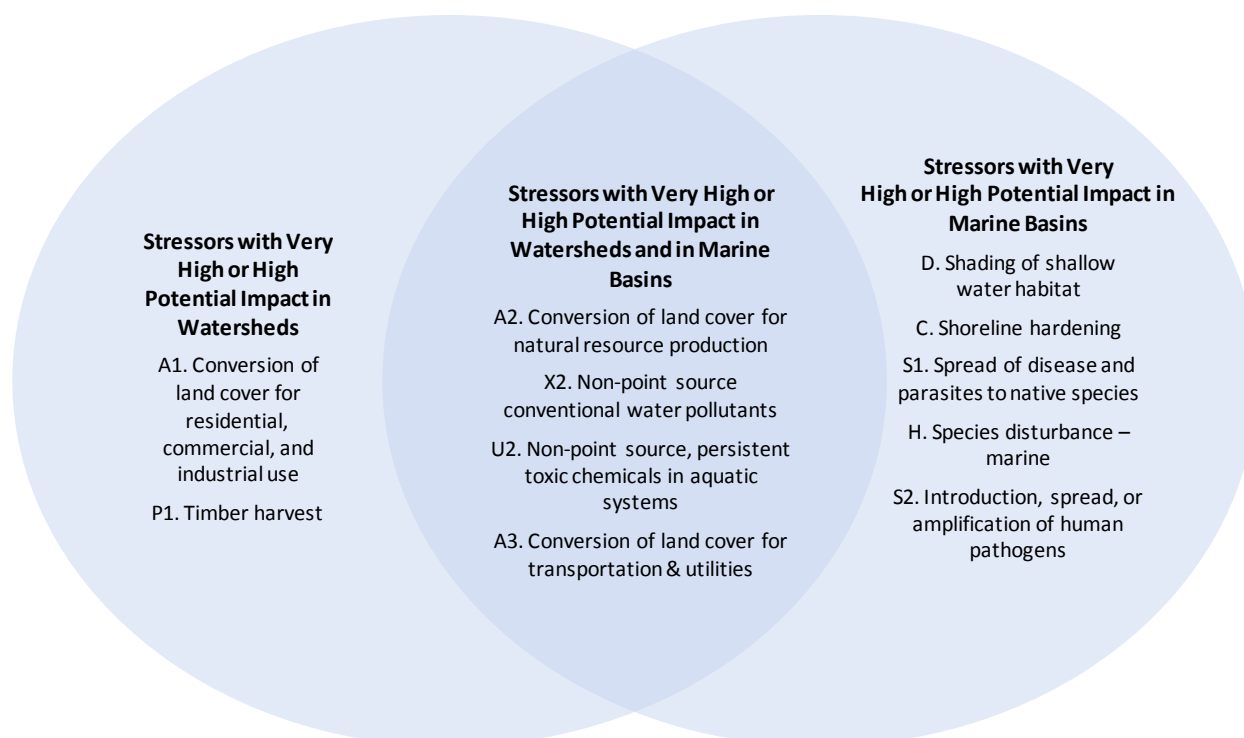 Stressors with Very
High or High
Potential Impact in
Watersheds
A1. Conversion of
land cover for
residential,
commercial, and
industrial use
P1. Timber harvest
Stressors with Very High or
High Potential Impact in
Watersheds and in Marine
Basins
A2. Conversion of land cover for
natural resource production
X2. Non-point source
conventional water pollutants
U2. Non-point source, persistent
toxic chemicals in aquatic
systems
A3. Conversion of land cover for
transportation & utilities
Stressors with Very
High or High Potential Impact in
Marine Basins
D. Shading of shallow
water habitat
C. Shoreline hardening
S1. Spread of disease and
parasites to native species
H. Species disturbance –
marine
S2. Introduction, spread, or
amplification of human
pathogens